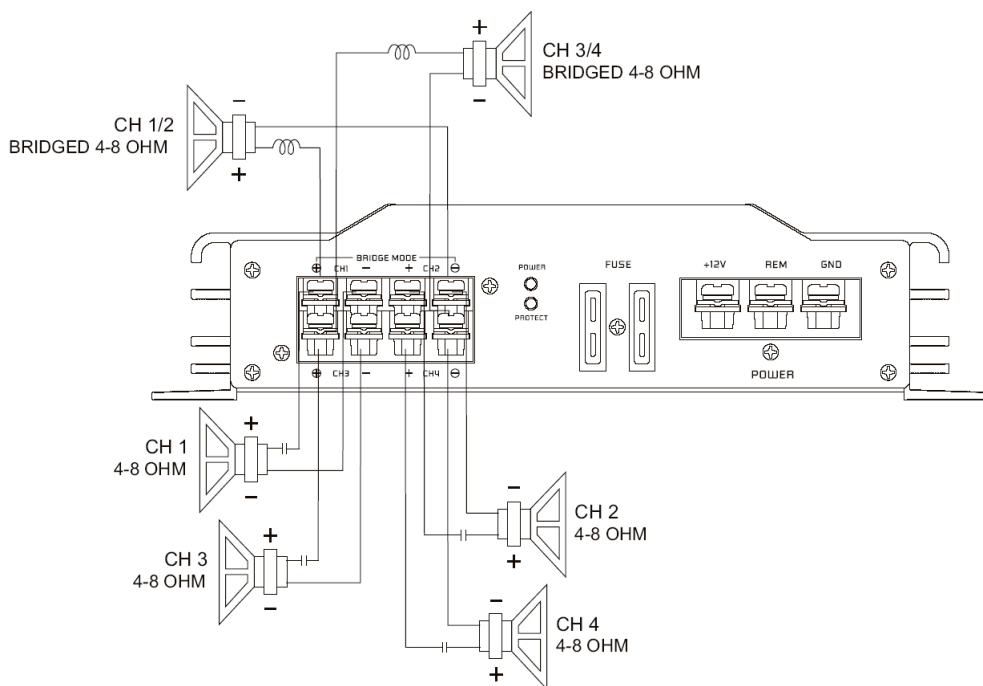 +
CH 3/4
BRIDGED 4-8 OHM
−
−
CH 1/2
BRIDGED 4-8 OHM
+
BRIDGE MODE
⊕ CH1 − + CH2 ⊖
POWER
PROTECT
FUSE
+12V REM GND
POWER
⊕ CH3 − + CH4 ⊖
+
CH 1
4-8 OHM
−
−
CH 2
4-8 OHM
+
+
CH 3
4-8 OHM
−
−
CH 4
4-8 OHM
+